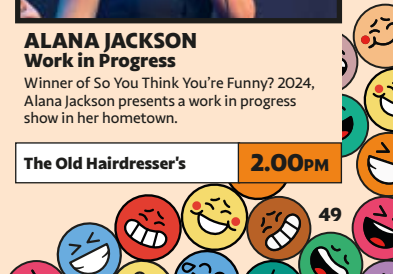 ALANA JACKSON
Work in Progress
Winner of So You Think You're Funny? 2024,
Alana Jackson presents a work in progress
show in her hometown.
The Old Hairdresser's
2.00PM
49